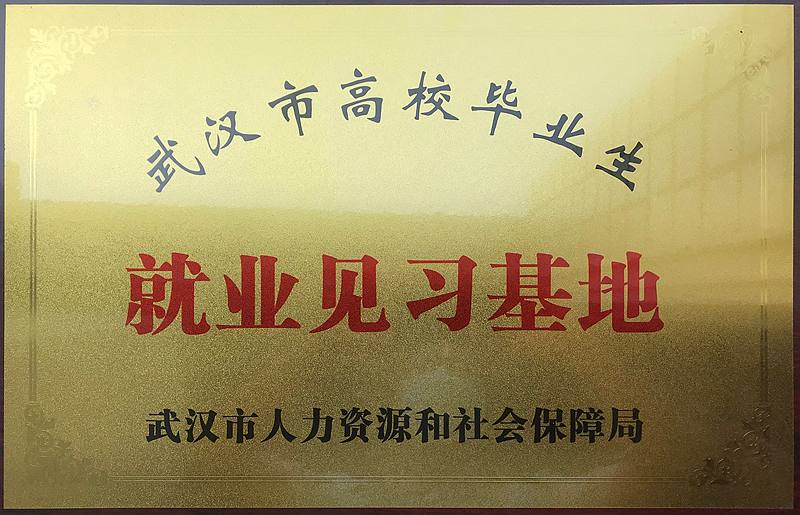 武汉市高校毕业生
就业见习基地
武汉市人力资源和社会保障局